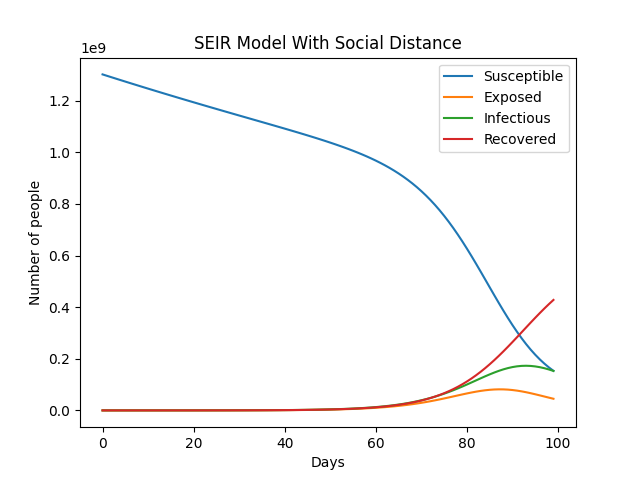 SEIR Model With Social Distance
1e9
Susceptible
Exposed
Infectious
Recovered
1.2
1.0
0.8
0.6
0.4
0.2
0.0
Number of people
0 20 40 60 80 100
Days